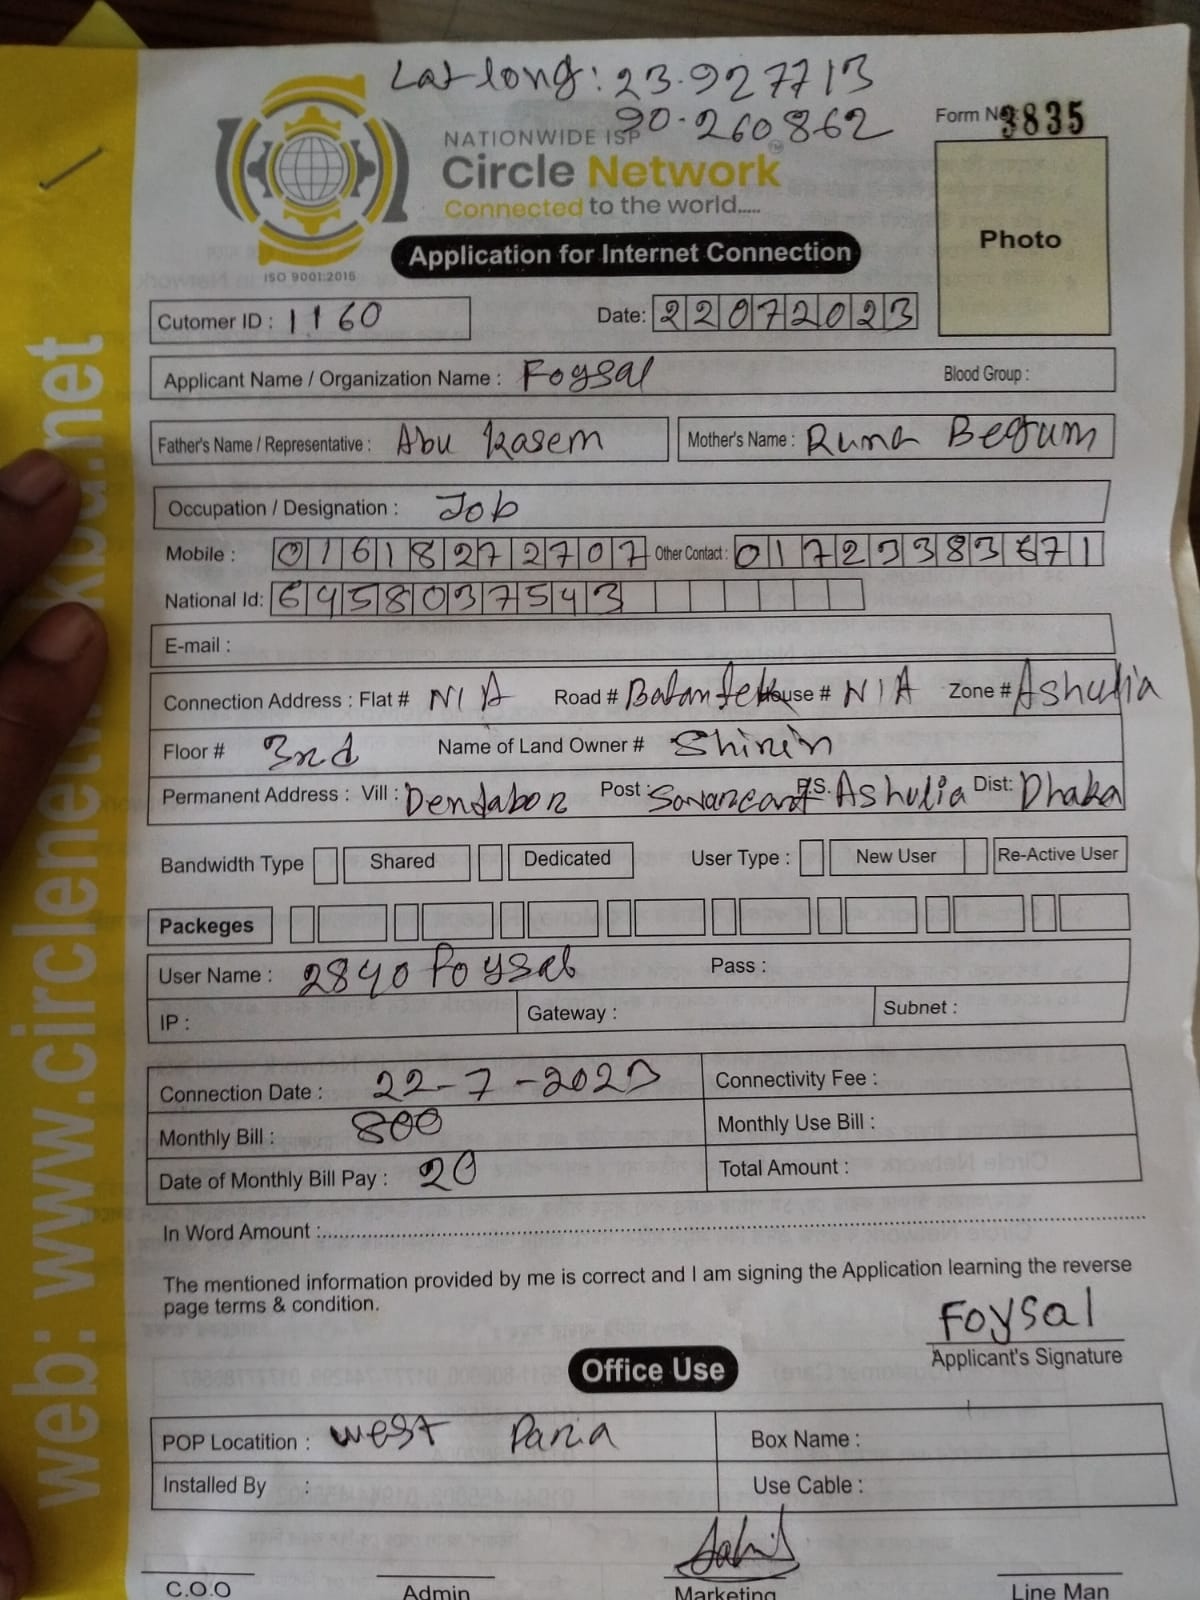 Lat long: 23.927713
90.260862
NATIONWIDE ISP
Circle Network
TM
Connected to the world.....
ISO 9001:2015
Form No 3835
Photo
Application for Internet Connection
Cutomer ID : 1160
Date: 22072023
Applicant Name / Organization Name : Foysal Blood Group :
Father's Name / Representative : Abu Kasem Mother's Name : Runa Begum
Occupation / Designation : Job
Mobile : 01618272707 Other Contact : 01723383671
National Id: 6458037543
E-mail :
Connection Address : Flat # N/A Road # House # N/A Zone # Ashulia
Floor # 3rd Name of Land Owner # Shirin
Permanent Address : Vill : Dendabor Post : P.S. Ashulia Dist: Dhaka
Bandwidth Type Shared Dedicated User Type : New User Re-Active User
Packeges
User Name : 2840 Foysal Pass :
IP : Gateway : Subnet :
Connection Date : 22-7-2023 Connectivity Fee :
Monthly Bill : 800 Monthly Use Bill :
Date of Monthly Bill Pay : 20 Total Amount :
In Word Amount :
The mentioned information provided by me is correct and I am signing the Application learning the reverse
page terms & condition.
Foysal
Applicant's Signature
Office Use
POP Locatition : west Para Box Name :
Installed By : Use Cable :
C.O.O Admin Marketing Line Man
web: www.circlenetworkbd.net